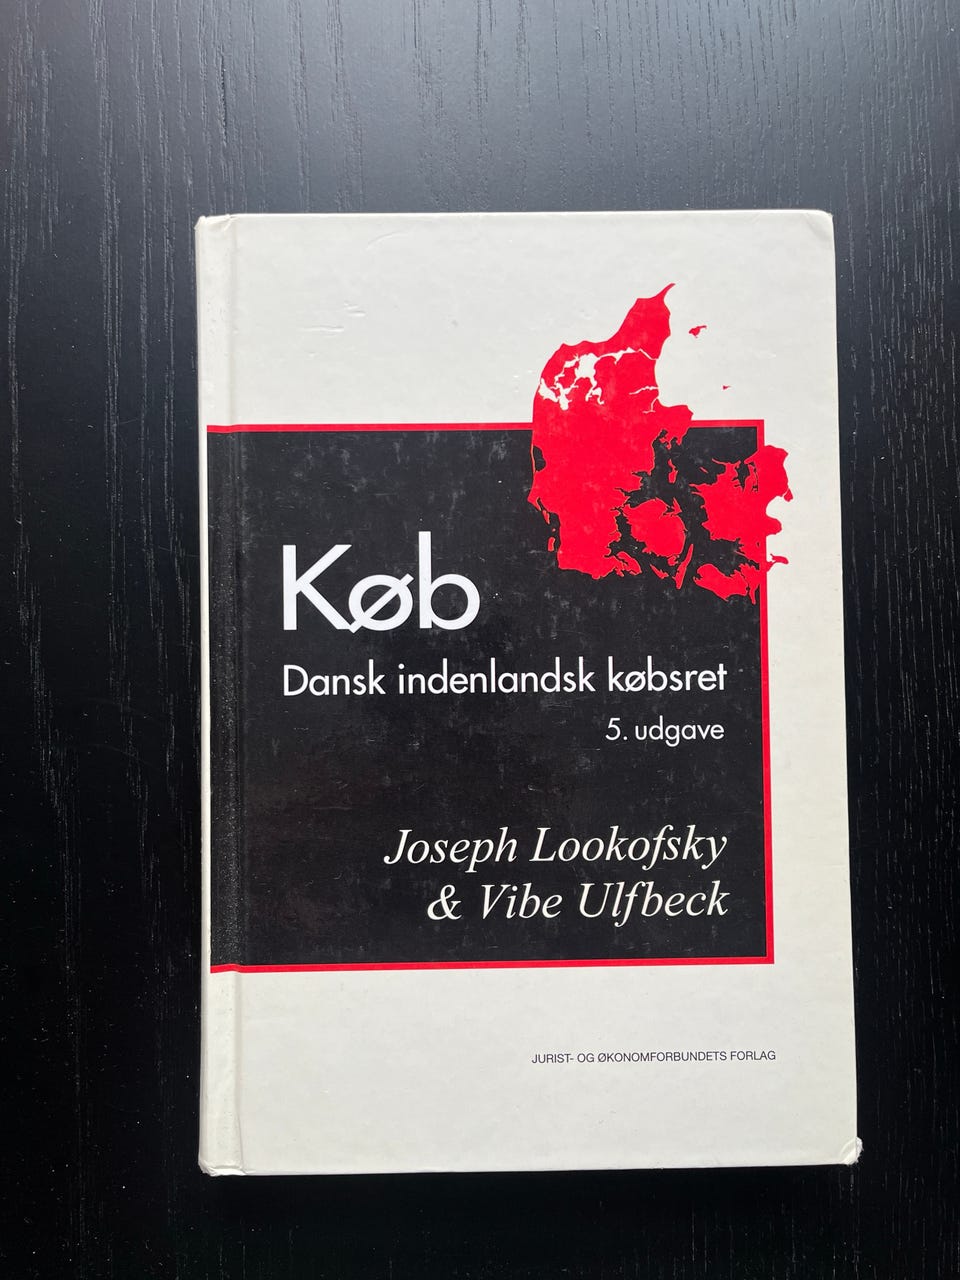 Køb
Dansk indenlandsk købsret
5. udgave
Joseph Lookofsky
& Vibe Ulfbeck
JURIST- OG ØKONOMFORBUNDETS FORLAG